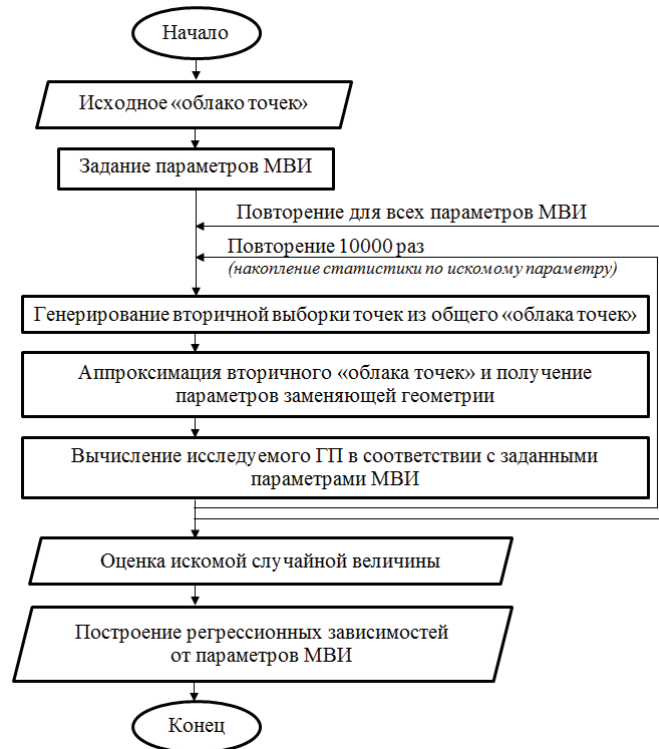 Начало
Исходное «облако точек»
Задание параметров МВИ
Повторение для всех параметров МВИ
Повторение 10000 раз
(накопление статистики по искомому параметру)
Генерирование вторичной выборки точек из общего «облака точек»
Аппроксимация вторичного «облака точек» и получение
параметров заменяющей геометрии
Вычисление исследуемого ГП в соответствии с заданными
параметрами МВИ
Оценка искомой случайной величины
Построение регрессионных зависимостей
от параметров МВИ
Конец